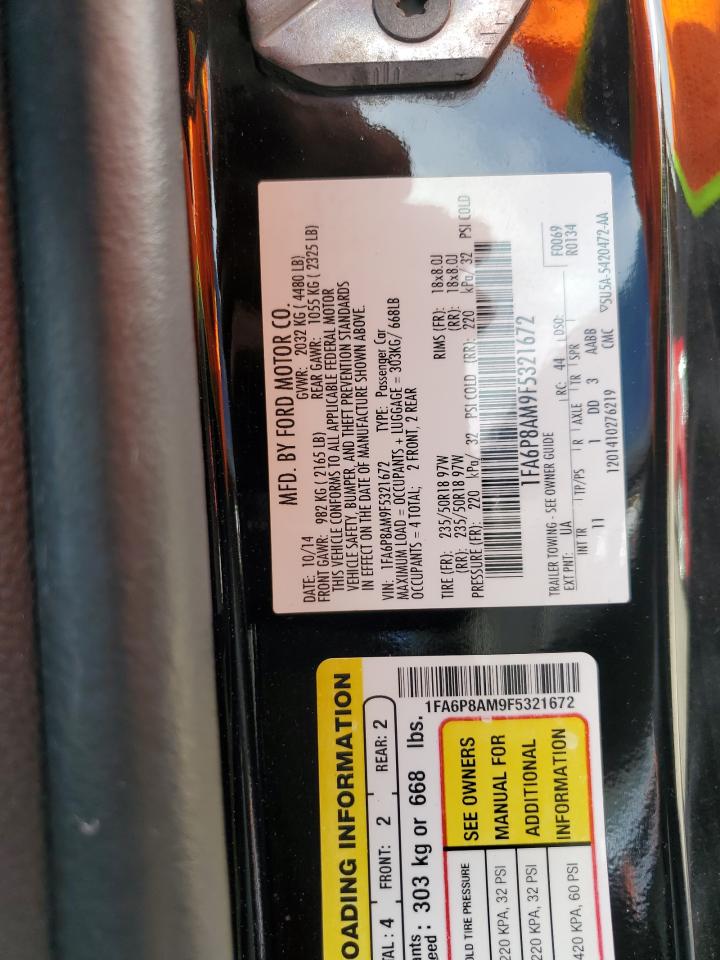 MFD. BY FORD MOTOR CO.
DATE: 10/14 GVWR: 2032 KG ( 4480 LB)
FRONT GAWR: 982 KG ( 2165 LB) REAR GAWR: 1055 KG ( 2325 LB)
THIS VEHICLE CONFORMS TO ALL APPLICABLE FEDERAL MOTOR
VEHICLE SAFETY, BUMPER, AND THEFT PREVENTION STANDARDS
IN EFFECT ON THE DATE OF MANUFACTURE SHOWN ABOVE.
VIN: 1FA6P8AM9F5321672 TYPE: Passenger Car
MAXIMUM LOAD = OCCUPANTS + LUGGAGE = 303KG/ 668LB
OCCUPANTS = 4 TOTAL; 2 FRONT, 2 REAR
TIRE (FR): 235/50R18 97W RIMS (FR): 18x8.0J
(RR): 235/50R18 97W (RR): 18x8.0J
PRESSURE (FR): 220 kPa/ 32 PSI COLD (RR): 220 kPa/ 32 PSI COLD
1FA6P8AM9F5321672
TRAILER TOWING - SEE OWNER GUIDE F0069
EXT PNT: UA RC: 44 DSO: R0134
INT TR TP/PS R AXLE TR SPR
11 1 DD 3 AABB
1201410276219 CMC 5U5A-5420472-AA
OADING INFORMATION
TAL : 4 FRONT: 2 REAR: 2
ants
eed : 303 kg or 668 lbs.
1FA6P8AM9F5321672
OLD TIRE PRESSURE
220 KPA, 32 PSI
220 KPA, 32 PSI
420 KPA, 60 PSI
SEE OWNERS
MANUAL FOR
ADDITIONAL
INFORMATION